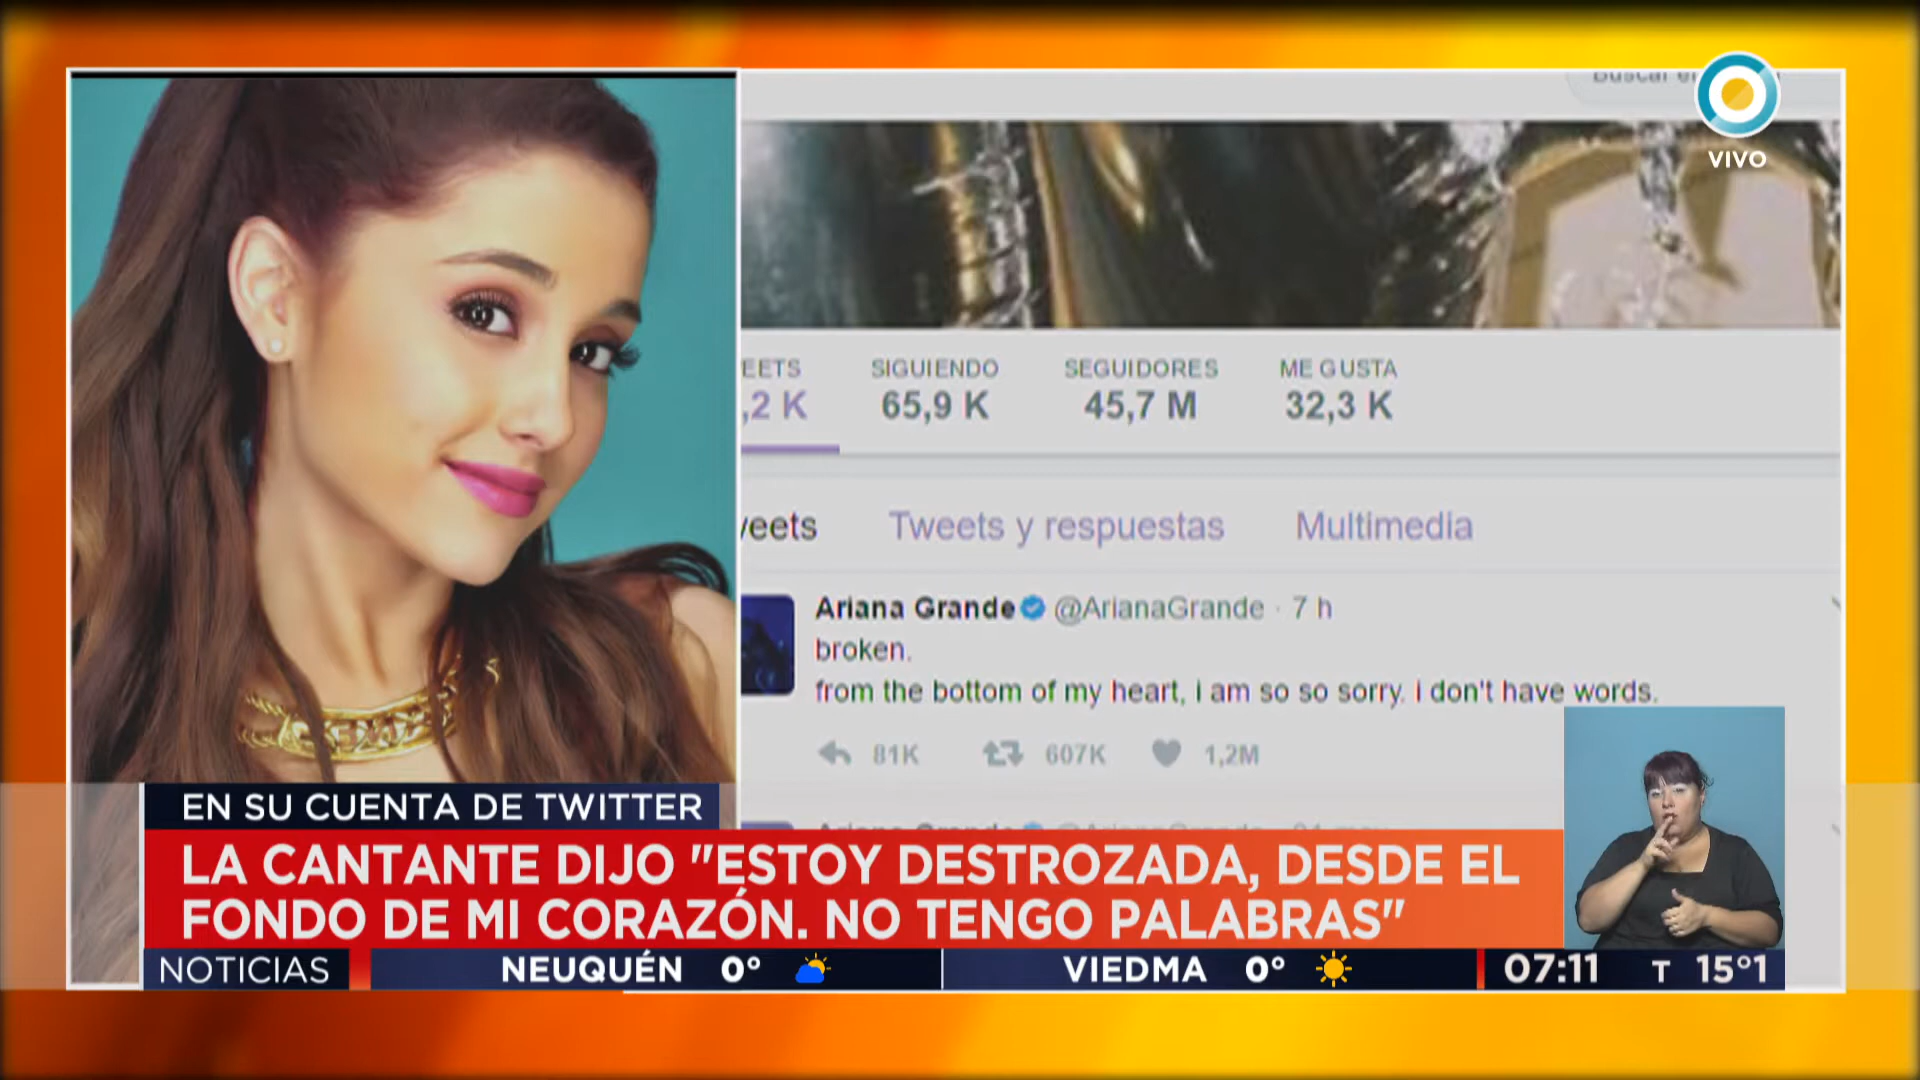 VIVO
EETS SIGUIENDO SEGUIDORES ME GUSTA
,2 K 65,9 K 45,7 M 32,3 K
eets Tweets y respuestas Multimedia
Ariana Grande @ArianaGrande · 7 h
broken.
from the bottom of my heart, i am so so sorry. i don't have words.
81K 607K 1,2M
EN SU CUENTA DE TWITTER
LA CANTANTE DIJO "ESTOY DESTROZADA, DESDE EL
FONDO DE MI CORAZÓN. NO TENGO PALABRAS"
NOTICIAS NEUQUÉN 0° VIEDMA 0° 07:11 T 15°1